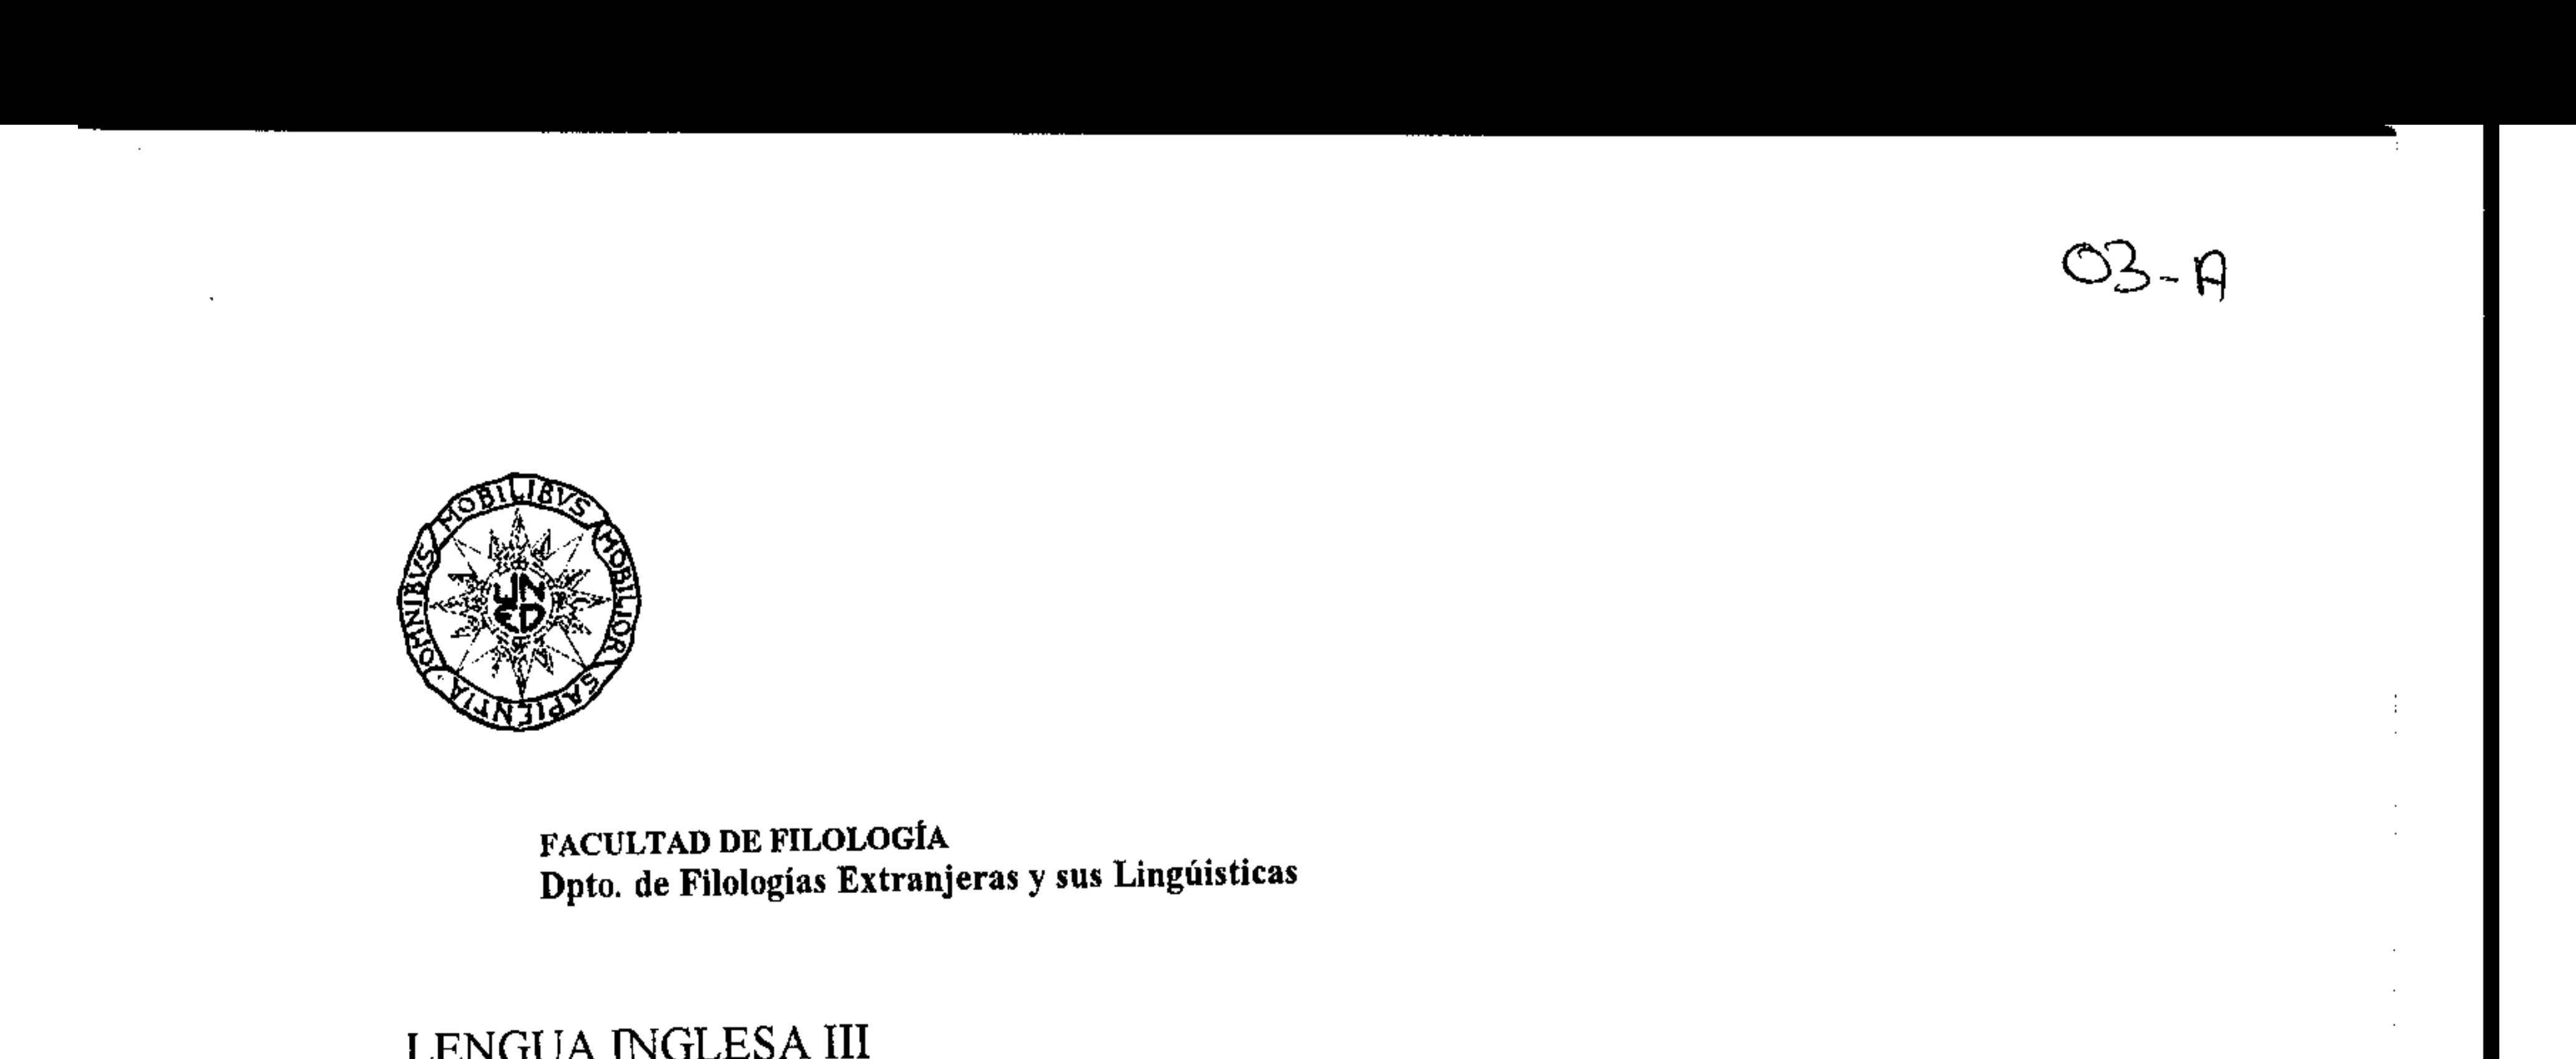 03-A
OMNIBVS MOBILIBVS MOBILIOR SAPIENTIA
UNED
FACULTAD DE FILOLOGÍA
Dpto. de Filologías Extranjeras y sus Lingúisticas
LENGUA INGLESA III